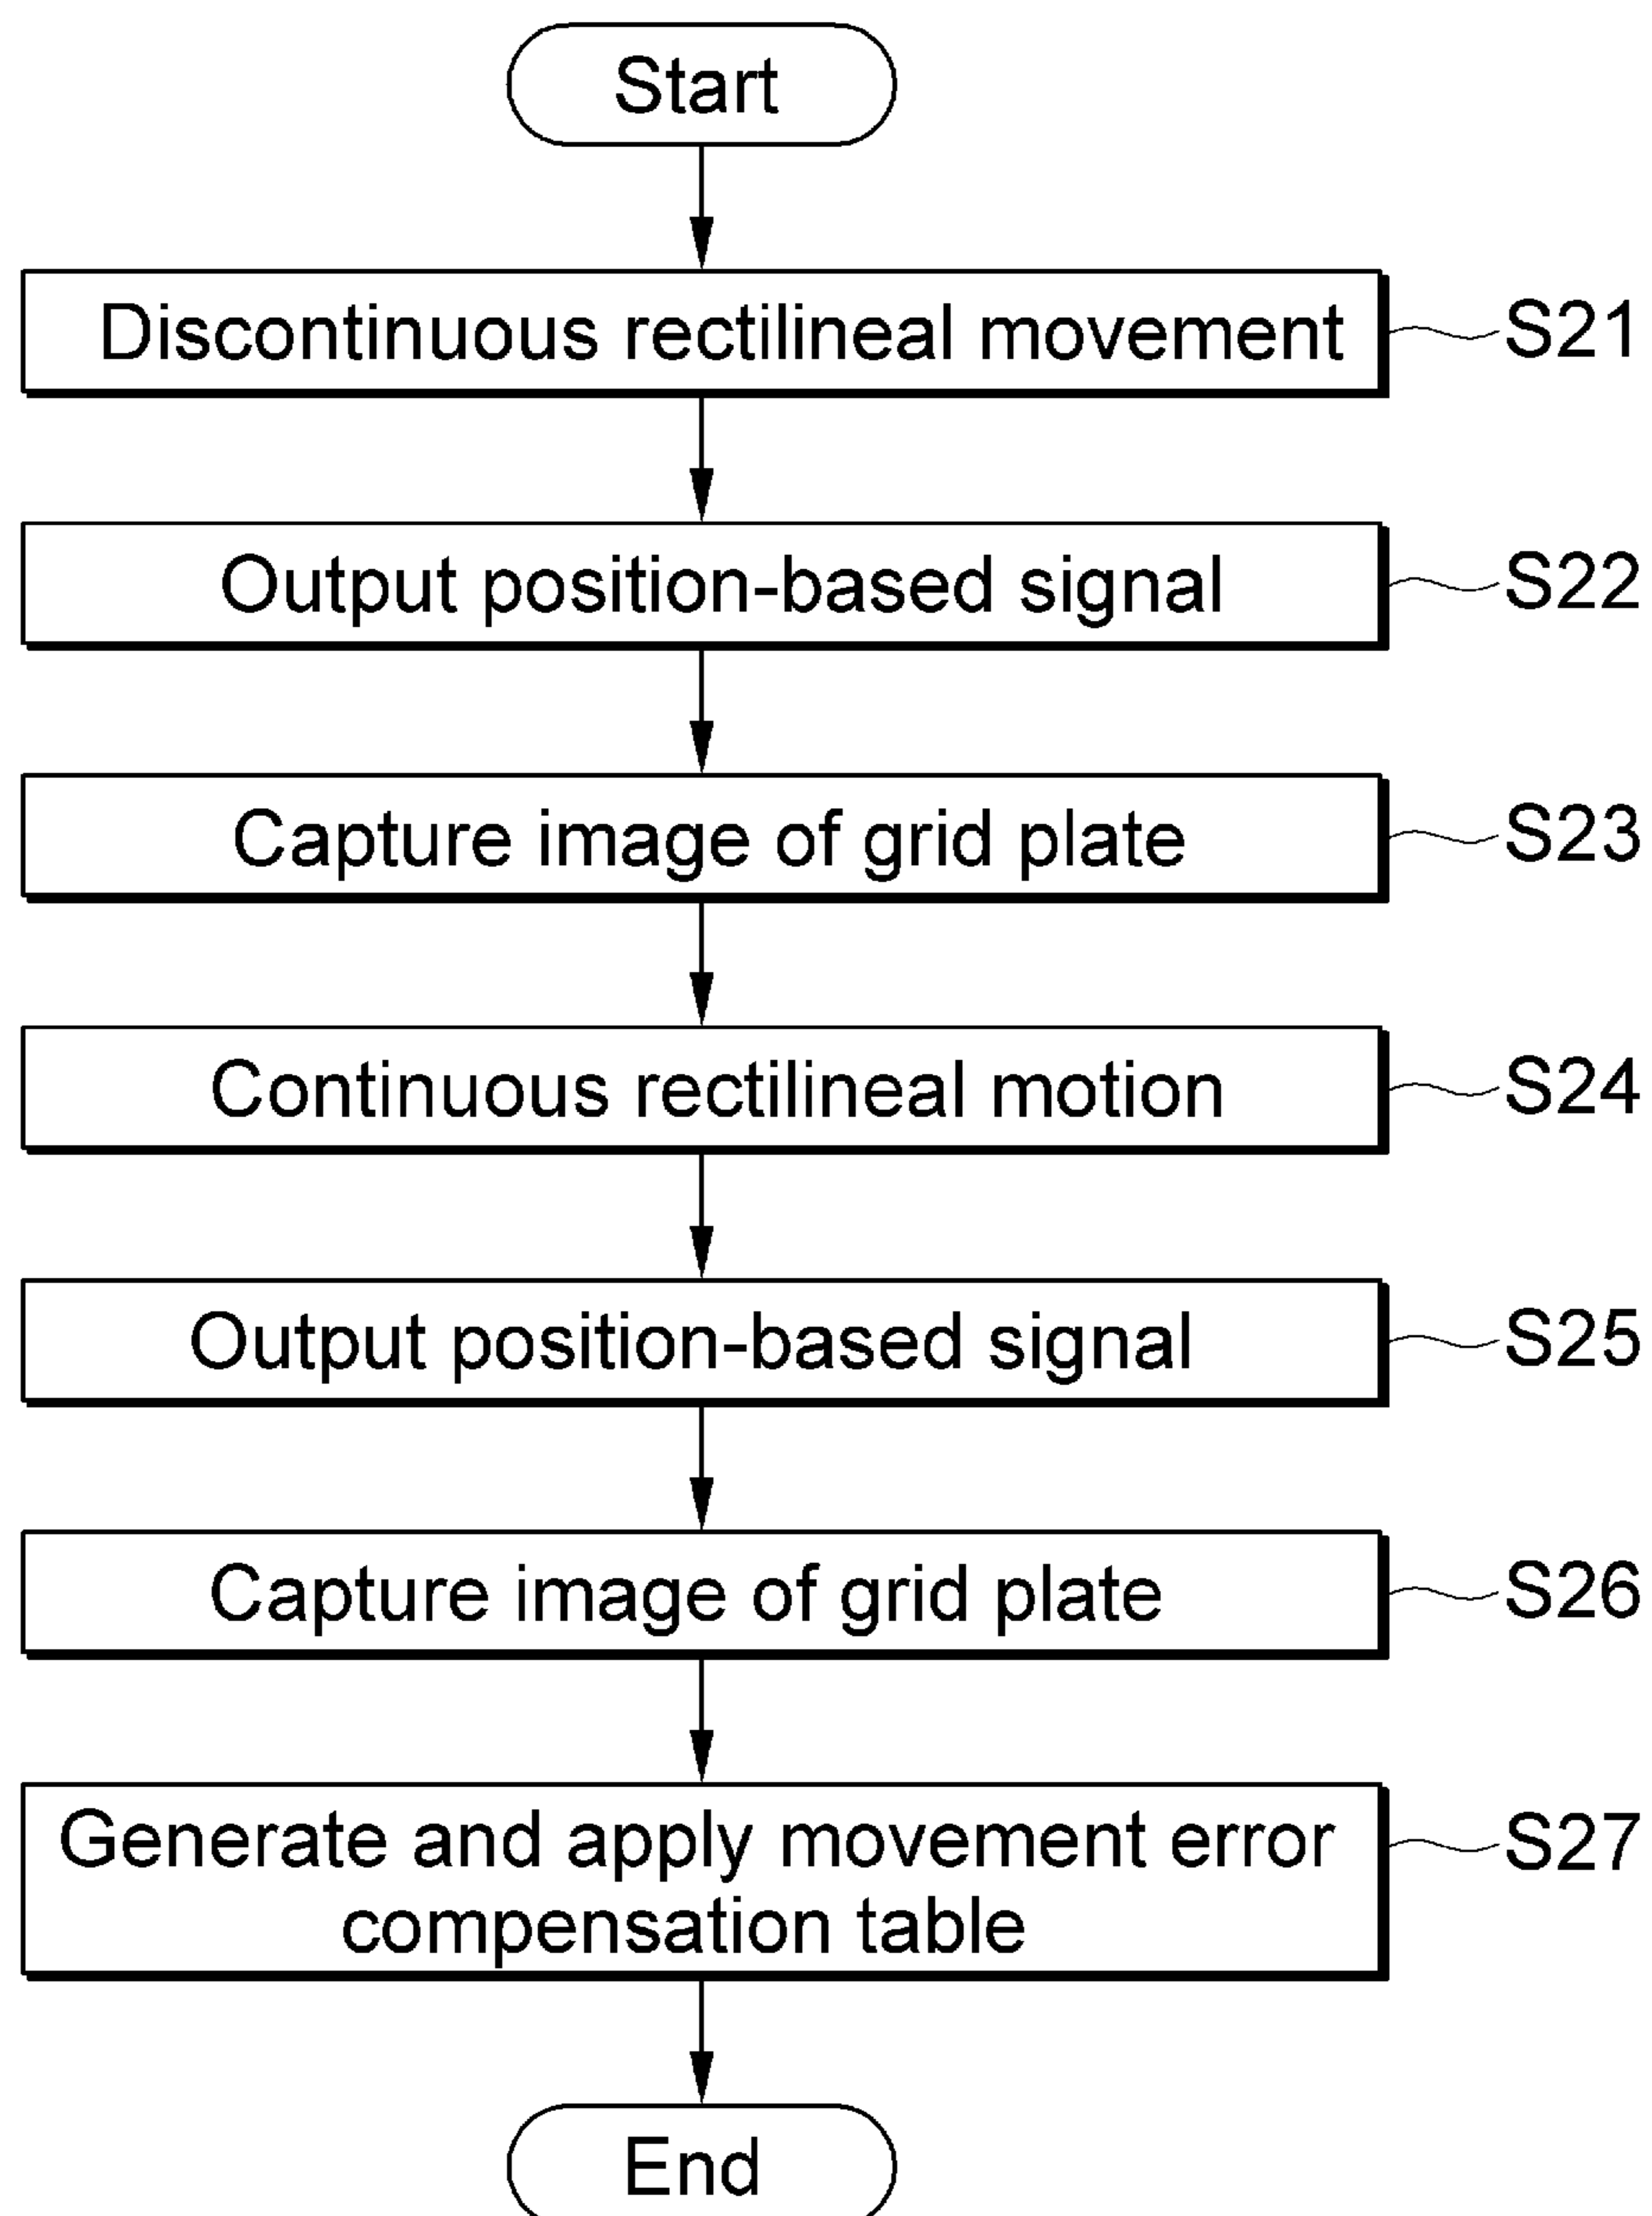 Start
Discontinuous rectilineal movement
S21
Output position-based signal
S22
Capture image of grid plate
S23
Continuous rectilineal motion
S24
Output position-based signal
S25
Capture image of grid plate
S26
Generate and apply movement error
compensation table
S27
End